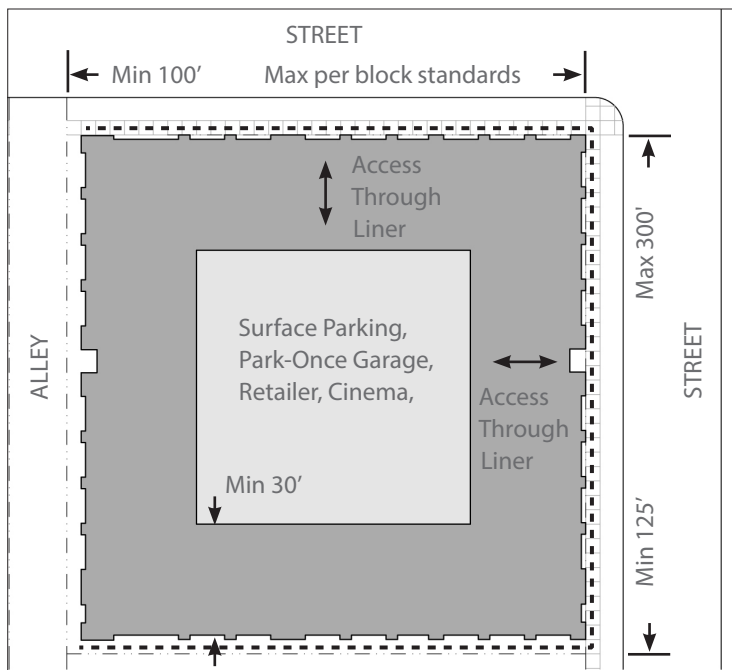 STREET
Min 100’ Max per block standards
Access
Through
Liner
Max 300'
Surface Parking,
Park-Once Garage,
Retailer, Cinema,
ALLEY
STREET
Access
Through
Liner
Min 30’
Min 125’